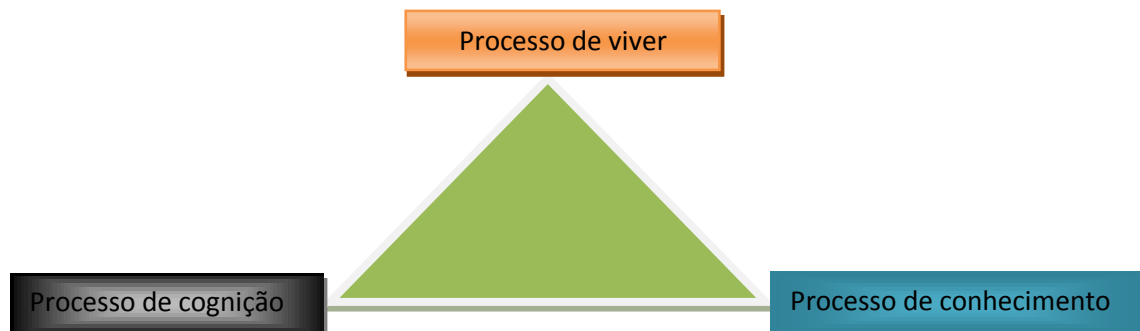 Processo de viver
Processo de cognição
Processo de conhecimento